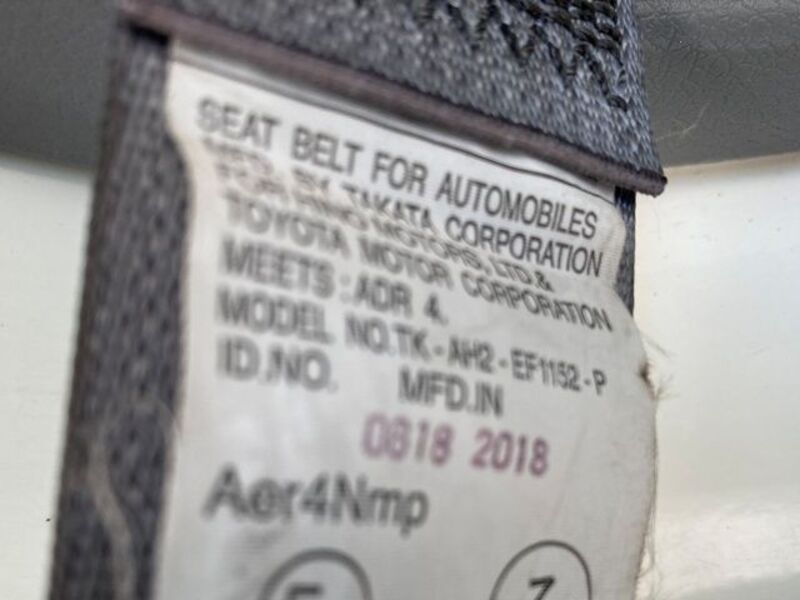 SEAT BELT FOR AUTOMOBILES
MFD. BY TAKATA CORPORATION
FOR HINO MOTORS, LTD.&
TOYOTA MOTOR CORPORATION
MEETS : ADR 4,
MODEL NO.TK-AH2-EF1152-P
ID.NO. MFD.IN
0818 2018
Aer4Nmp